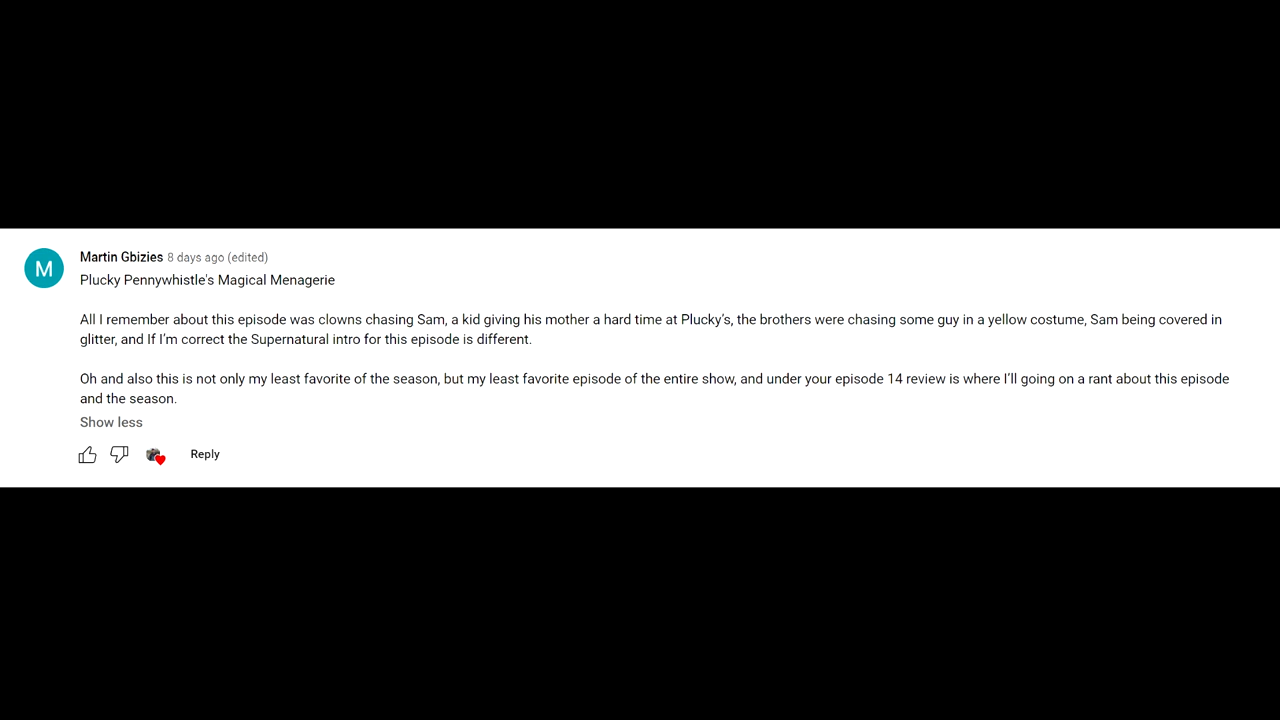 M
Martin Gbizies 8 days ago (edited)
Plucky Pennywhistle's Magical Menagerie
All I remember about this episode was clowns chasing Sam, a kid giving his mother a hard time at Plucky's, the brothers were chasing some guy in a yellow costume, Sam being covered in
glitter, and If I'm correct the Supernatural intro for this episode is different.
Oh and also this is not only my least favorite of the season, but my least favorite episode of the entire show, and under your episode 14 review is where I'll going on a rant about this episode
and the season.
Show less
Reply